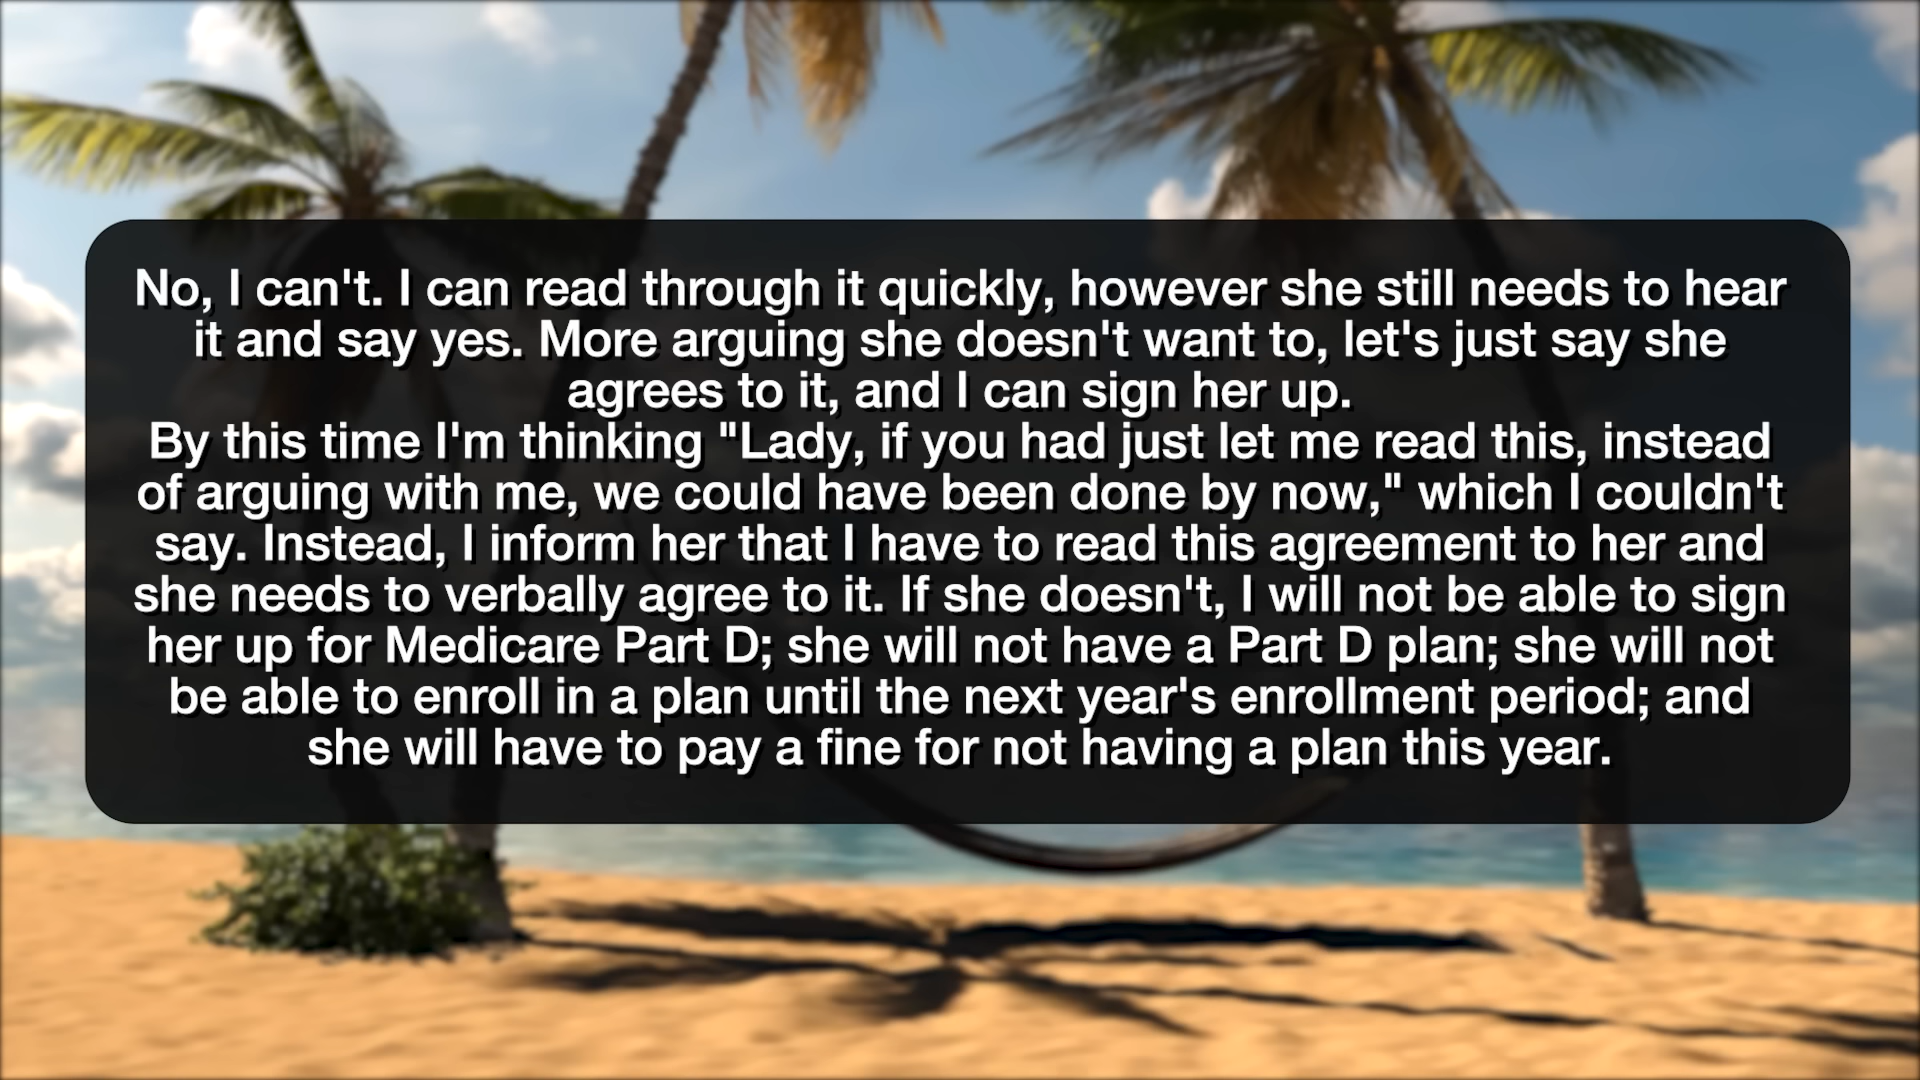 No, I can't. I can read through it quickly, however she still needs to hear
it and say yes. More arguing she doesn't want to, let's just say she
agrees to it, and I can sign her up.
By this time I'm thinking "Lady, if you had just let me read this, instead
of arguing with me, we could have been done by now," which I couldn't
say. Instead, I inform her that I have to read this agreement to her and
she needs to verbally agree to it. If she doesn't, I will not be able to sign
her up for Medicare Part D; she will not have a Part D plan; she will not
be able to enroll in a plan until the next year's enrollment period; and
she will have to pay a fine for not having a plan this year.